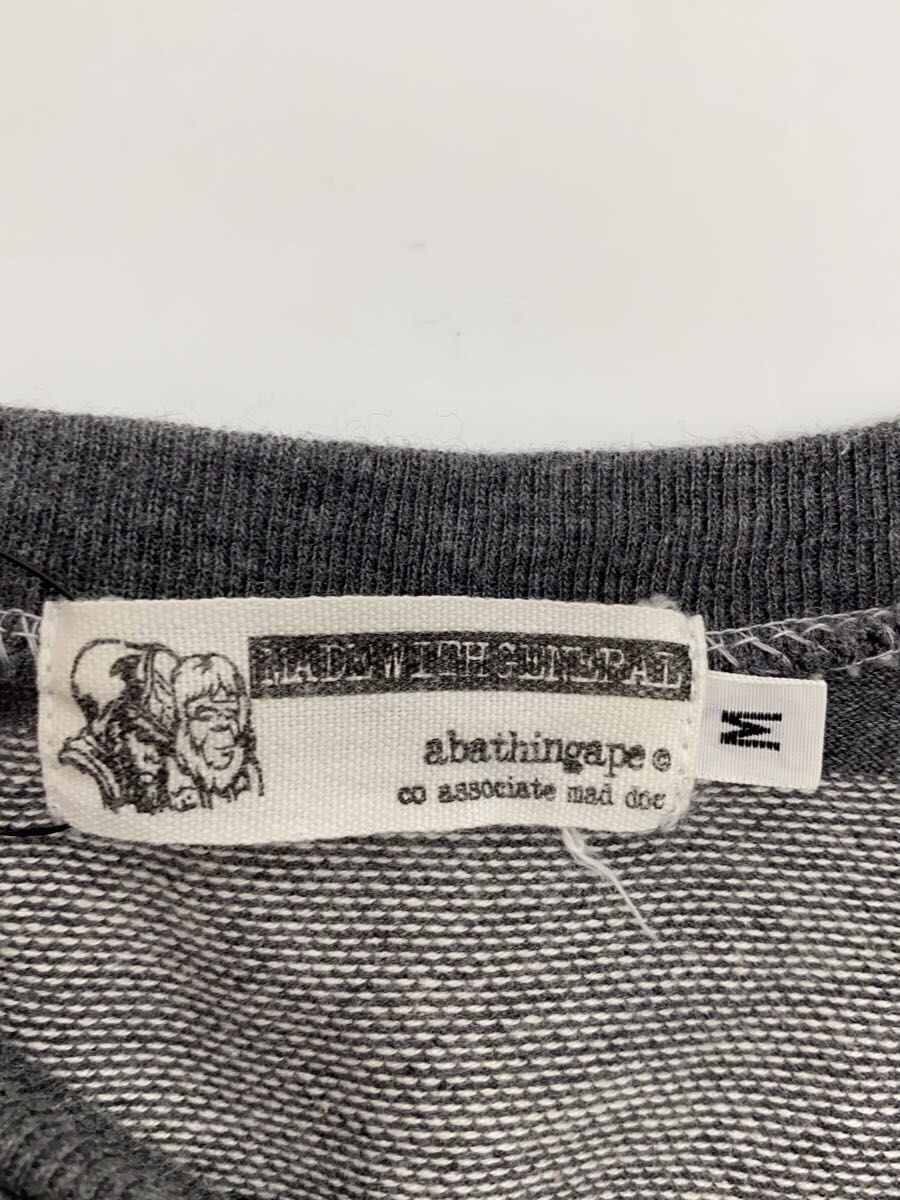 MADE WITH GENERAL
abathingape ©
co associate mad doc
M